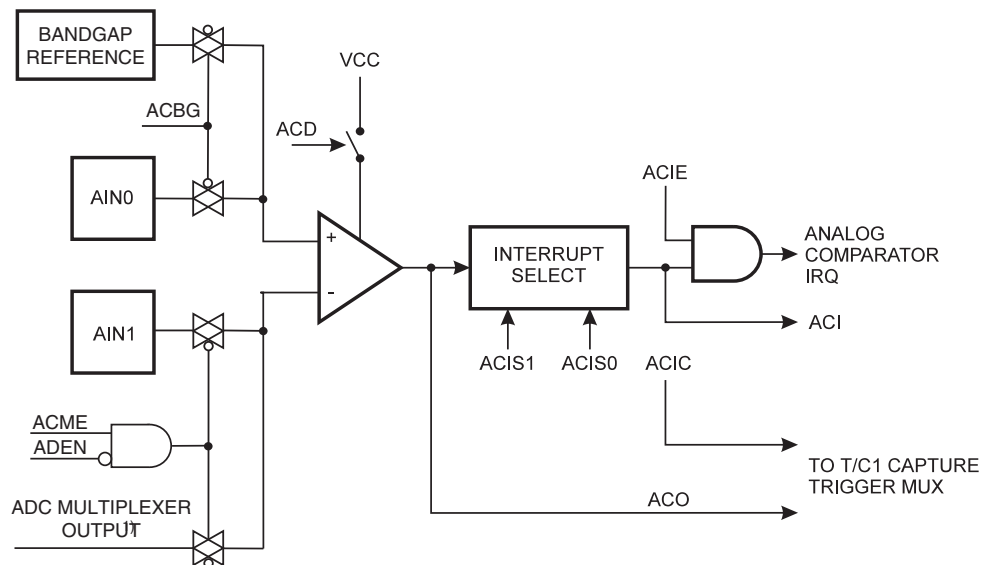 BANDGAP
REFERENCE
VCC
ACBG
ACD
AIN0
ACIE
+
INTERRUPT
SELECT
ANALOG
COMPARATOR
IRQ
-
AIN1
ACI
ACIS1 ACIS0 ACIC
ACME
ADEN
TO T/C1 CAPTURE
TRIGGER MUX
ADC MULTIPLEXER
OUTPUT
1)
ACO